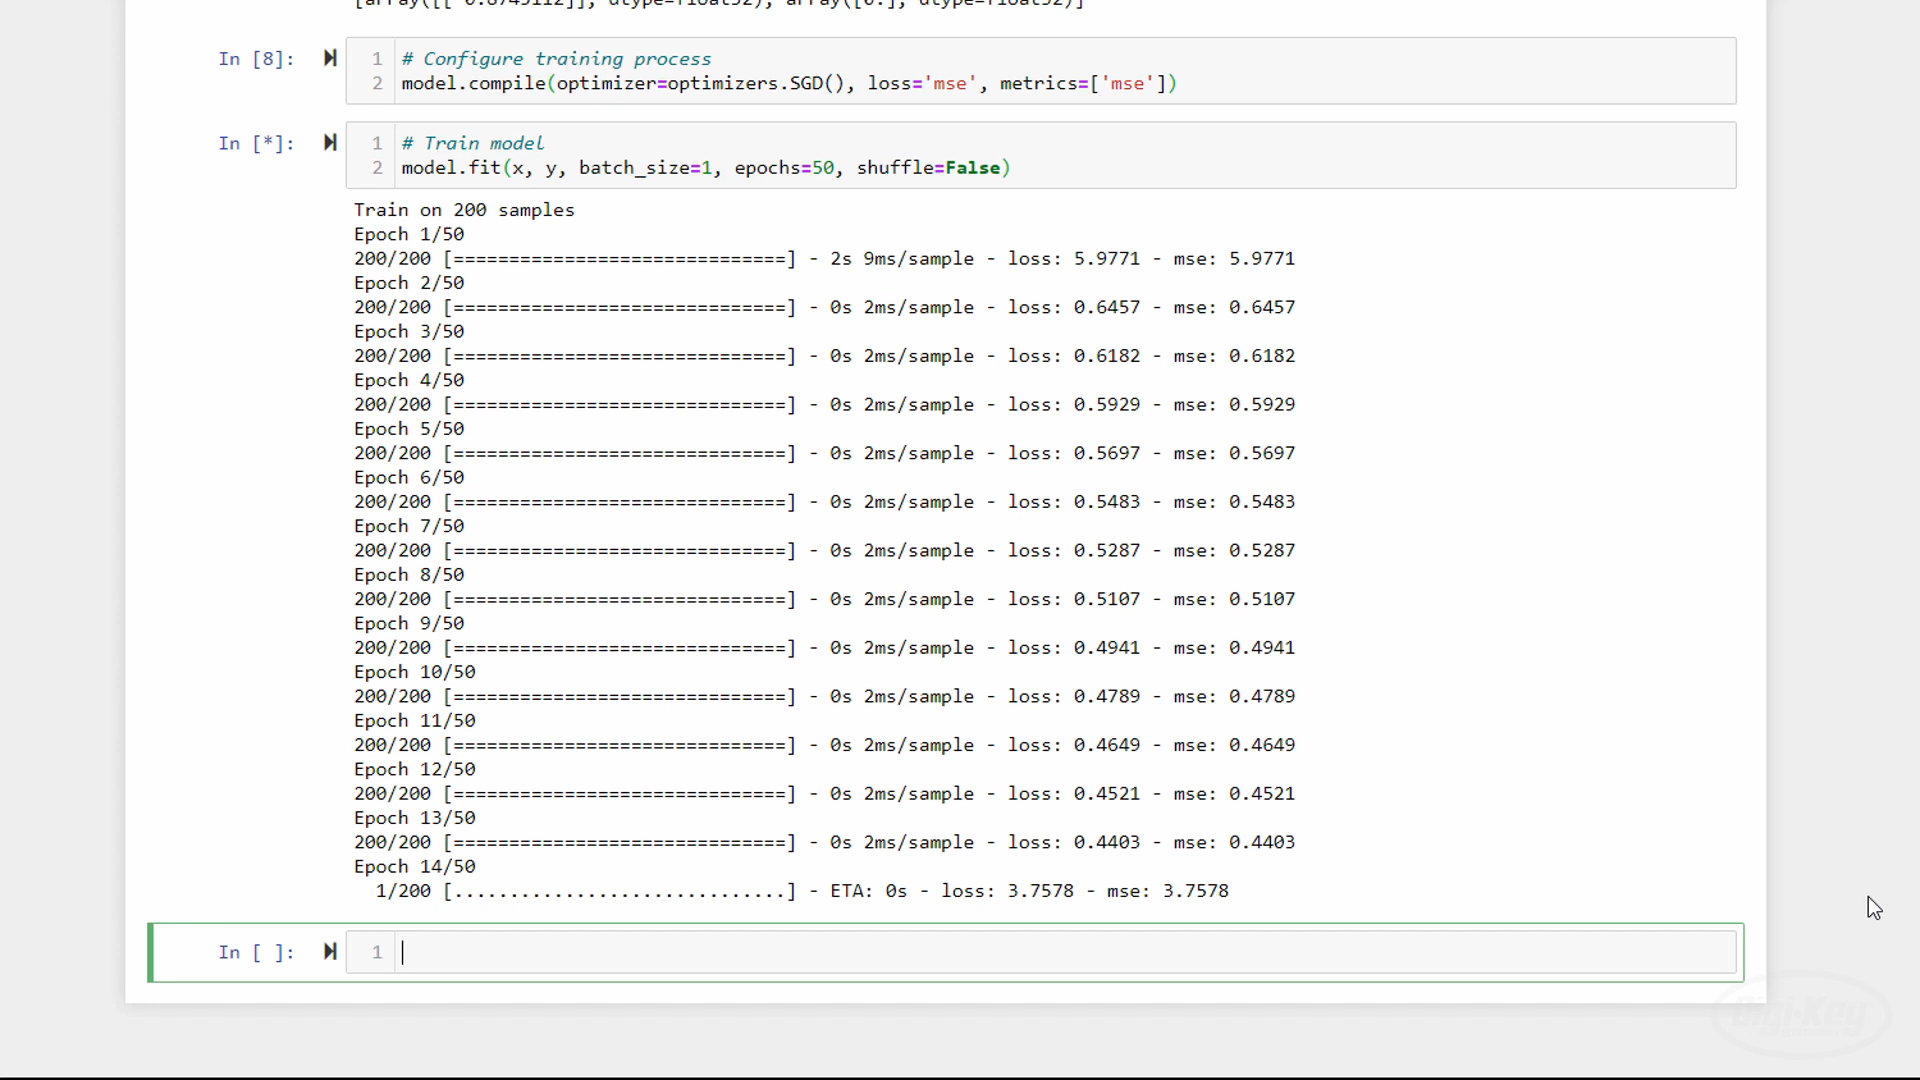 In [8]:
1 # Configure training process
2 model.compile(optimizer=optimizers.SGD(), loss='mse', metrics=['mse'])
In [*]:
1 # Train model
2 model.fit(x, y, batch_size=1, epochs=50, shuffle=False)
Train on 200 samples
Epoch 1/50
200/200 [==============================] - 2s 9ms/sample - loss: 5.9771 - mse: 5.9771
Epoch 2/50
200/200 [==============================] - 0s 2ms/sample - loss: 0.6457 - mse: 0.6457
Epoch 3/50
200/200 [==============================] - 0s 2ms/sample - loss: 0.6182 - mse: 0.6182
Epoch 4/50
200/200 [==============================] - 0s 2ms/sample - loss: 0.5929 - mse: 0.5929
Epoch 5/50
200/200 [==============================] - 0s 2ms/sample - loss: 0.5697 - mse: 0.5697
Epoch 6/50
200/200 [==============================] - 0s 2ms/sample - loss: 0.5483 - mse: 0.5483
Epoch 7/50
200/200 [==============================] - 0s 2ms/sample - loss: 0.5287 - mse: 0.5287
Epoch 8/50
200/200 [==============================] - 0s 2ms/sample - loss: 0.5107 - mse: 0.5107
Epoch 9/50
200/200 [==============================] - 0s 2ms/sample - loss: 0.4941 - mse: 0.4941
Epoch 10/50
200/200 [==============================] - 0s 2ms/sample - loss: 0.4789 - mse: 0.4789
Epoch 11/50
200/200 [==============================] - 0s 2ms/sample - loss: 0.4649 - mse: 0.4649
Epoch 12/50
200/200 [==============================] - 0s 2ms/sample - loss: 0.4521 - mse: 0.4521
Epoch 13/50
200/200 [==============================] - 0s 2ms/sample - loss: 0.4403 - mse: 0.4403
Epoch 14/50
1/200 [..............................] - ETA: 0s - loss: 3.7578 - mse: 3.7578
In [ ]:
1
Digi-Key